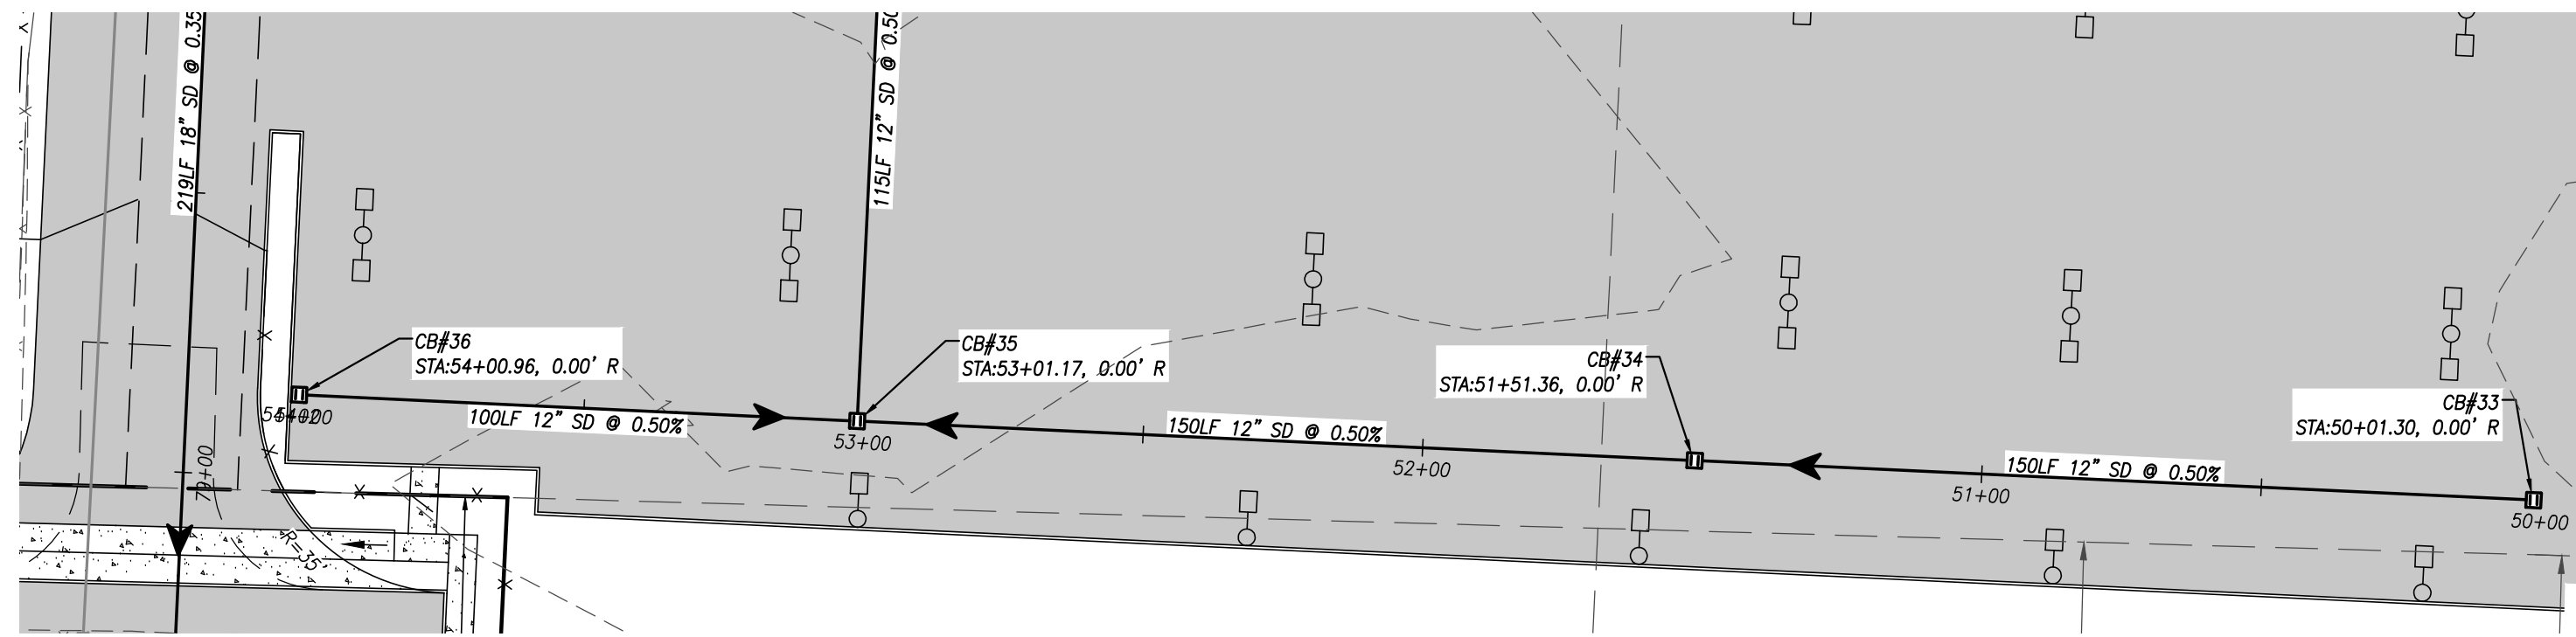 219LF 18" SD @ 0.35
115LF 12" SD @ 0.50
CB#36
STA:54+00.96, 0.00' R
CB#35
STA:53+01.17, 0.00' R
CB#34
STA:51+51.36, 0.00' R
CB#33
STA:50+01.30, 0.00' R
100LF 12" SD @ 0.50%
150LF 12" SD @ 0.50%
150LF 12" SD @ 0.50%
53+00
52+00
51+00
50+00
79+00
R=35'